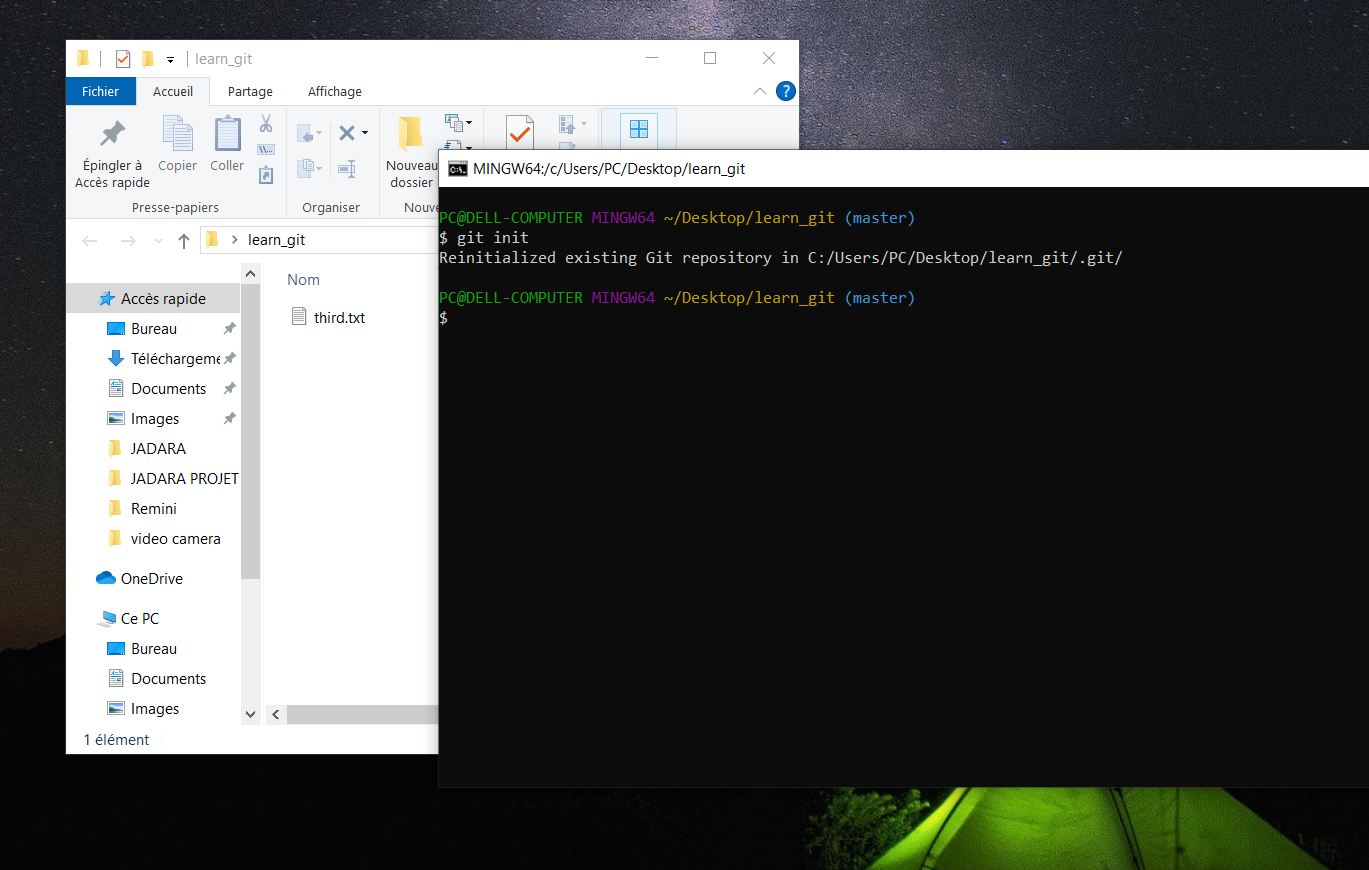 learn_git
Fichier Accueil Partage Affichage
Épingler à
Accès rapide
Copier
Coller
Nouveau
dossier
Presse-papiers
Organiser
learn_git
Accès rapide
Bureau
Téléchargeme
Documents
Images
JADARA
JADARA PROJET
Remini
video camera
OneDrive
Ce PC
Bureau
Documents
Images
Nom
third.txt
1 élément
MINGW64:/c/Users/PC/Desktop/learn_git
PC@DELL-COMPUTER MINGW64 ~/Desktop/learn_git (master)
$ git init
Reinitialized existing Git repository in C:/Users/PC/Desktop/learn_git/.git/
PC@DELL-COMPUTER MINGW64 ~/Desktop/learn_git (master)
$